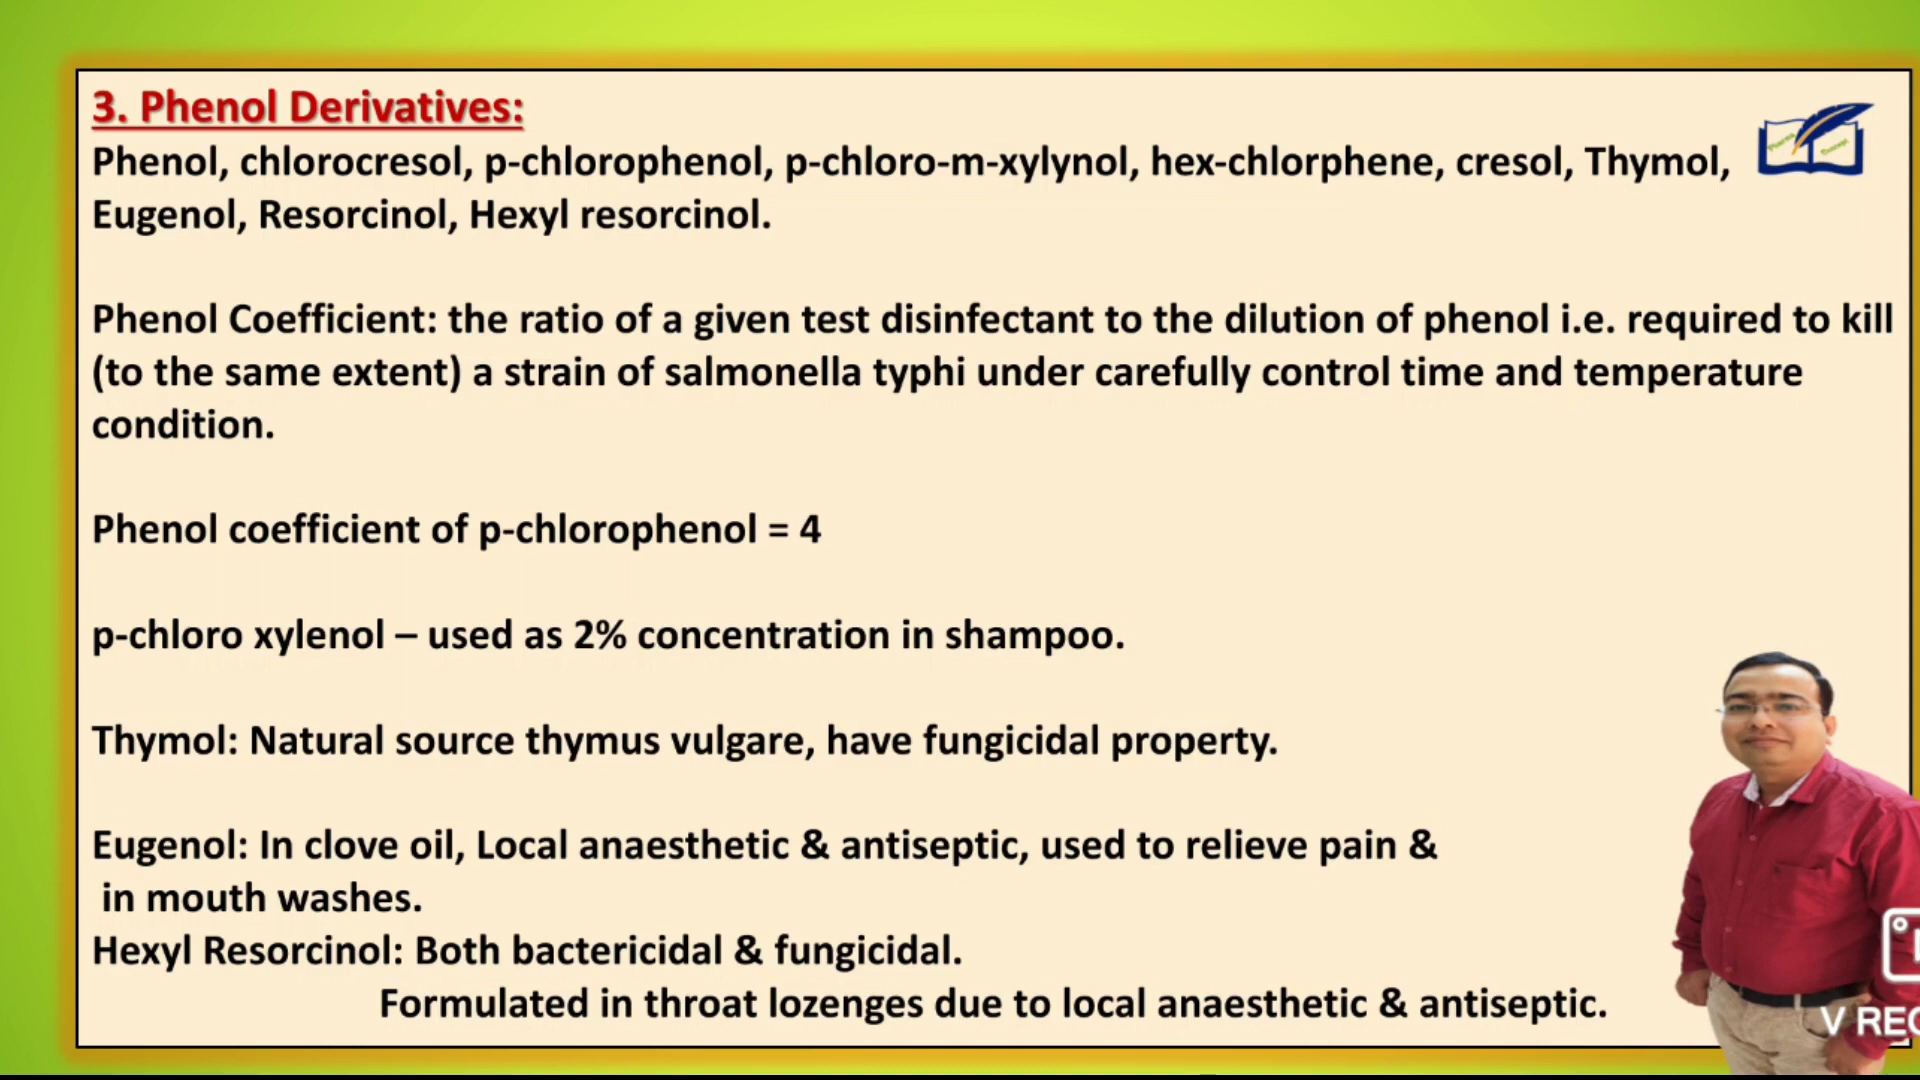 3. Phenol Derivatives:
Phenol, chlorocresol, p-chlorophenol, p-chloro-m-xylynol, hex-chlorphene, cresol, Thymol,
Eugenol, Resorcinol, Hexyl resorcinol.
Phenol Coefficient: the ratio of a given test disinfectant to the dilution of phenol i.e. required to kill
(to the same extent) a strain of salmonella typhi under carefully control time and temperature
condition.
Phenol coefficient of p-chlorophenol = 4
p-chloro xylenol – used as 2% concentration in shampoo.
Thymol: Natural source thymus vulgare, have fungicidal property.
Eugenol: In clove oil, Local anaesthetic & antiseptic, used to relieve pain &
in mouth washes.
Hexyl Resorcinol: Both bactericidal & fungicidal.
Formulated in throat lozenges due to local anaesthetic & antiseptic.
V REC